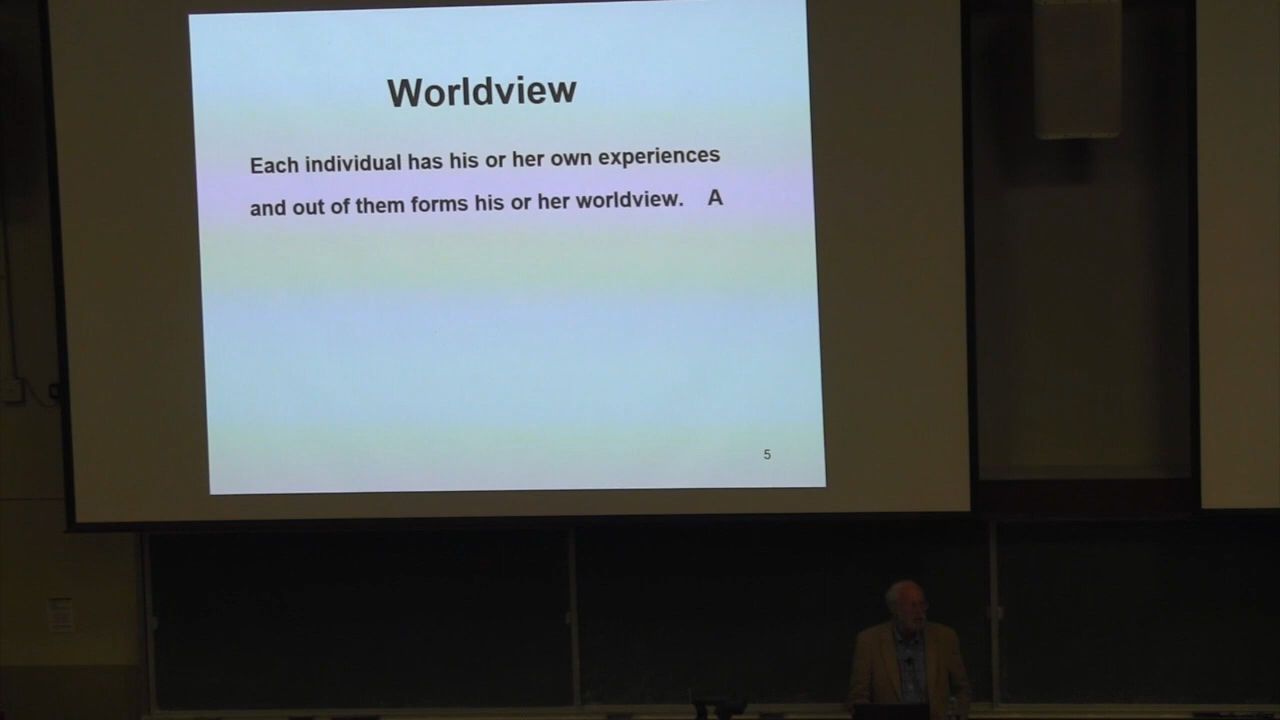 Worldview
Each individual has his or her own experiences
and out of them forms his or her worldview. A
5